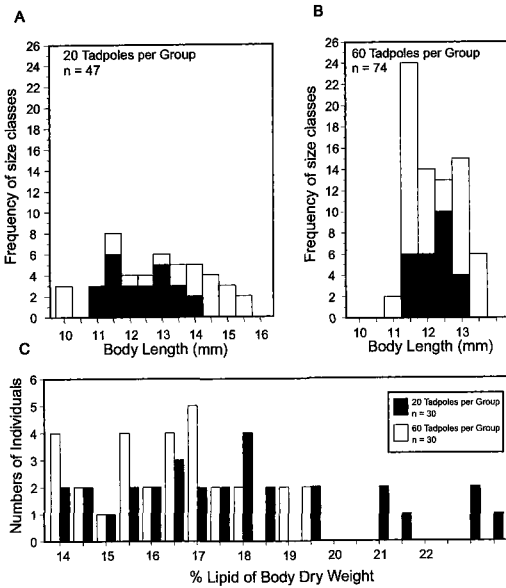 A
20 Tadpoles per Group
n = 47
Frequency of size classes
26
24
22
20
18
16
14
12
10
8
6
4
2
0
10 11 12 13 14 15 16
Body Length (mm)
B
60 Tadpoles per Group
n = 74
Frequency of size classes
26
24
22
20
18
16
14
12
10
8
6
4
2
0
10 11 12 13
Body Length (mm)
C
20 Tadpoles per Group
n = 30
60 Tadpoles per Group
n = 30
Numbers of Individuals
6
5
4
3
2
1
0
14 15 16 17 18 19 20 21 22
% Lipid of Body Dry Weight